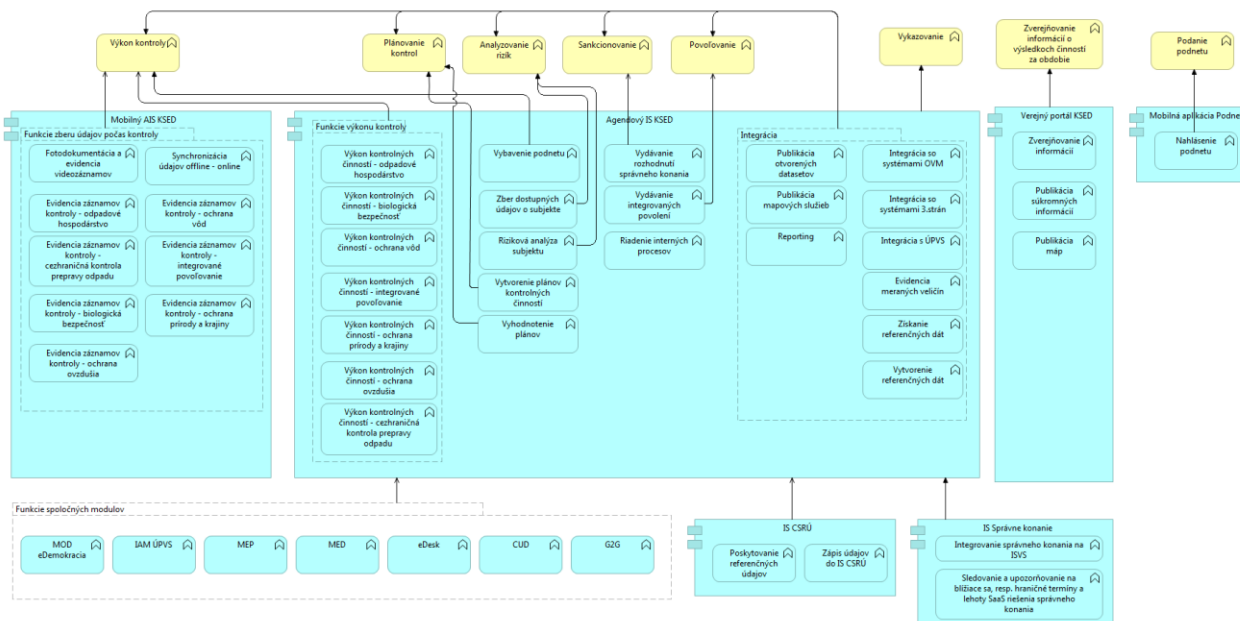 Výkon kontroly
Plánovanie
kontrol
Analyzovanie
rizík
Sankcionovanie
Povoľovanie
Vykazovanie
Zverejňovanie
informácií o
výsledkoch činností
za obdobie
Podanie
podnetu
Mobilný AIS KSED
Funkcie zberu údajov počas kontroly
Fotodokumentácia a
evidencia
videozáznamov
Synchronizácia
údajov offline - online
Evidencia záznamov
kontroly - odpadové
hospodárstvo
Evidencia záznamov
kontroly - ochrana
vôd
Evidencia záznamov
kontroly -
cezhraničná kontrola
prepravy odpadu
Evidencia záznamov
kontroly -
integrované
povoľovanie
Evidencia záznamov
kontroly - biologická
bezpečnosť
Evidencia záznamov
kontroly - ochrana
prírody a krajiny
Evidencia záznamov
kontroly - ochrana
ovzdušia
Agendový IS KSED
Funkcie výkonu kontroly
Výkon kontrolných
činností - odpadové
hospodárstvo
Výkon kontrolných
činností - biologická
bezpečnosť
Výkon kontrolných
činností - ochrana vôd
Výkon kontrolných
činností - integrované
povoľovanie
Výkon kontrolných
činností - ochrana
prírody a krajiny
Výkon kontrolných
činností - ochrana
ovzdušia
Výkon kontrolných
činností - cezhraničná
kontrola prepravy
odpadu
Vybavenie podnetu
Zber dostupných
údajov o subjekte
Riziková analýza
subjektu
Vytvorenie plánov
kontrolných
činností
Vyhodnotenie
plánov
Vydávanie
rozhodnutí
správneho konania
Vydávanie
integrovaných
povolení
Riadenie interných
procesov
Integrácia
Publikácia
otvorených
datasetov
Publikácia
mapových služieb
Reporting
Integrácia so
systémami OVM
Integrácia so
systémami 3.strán
Integrácia s ÚPVS
Evidencia
meraných veličín
Získanie
referenčných dát
Vytvorenie
referenčných dát
Verejný portál KSED
Zverejňovanie
informácií
Publikácia
súkromných
informácií
Publikácia
máp
Mobilná aplikácia Podne
Nahlásenie
podnetu
Funkcie spoločných modulov
MOD
eDemokracia
IAM ÚPVS
MEP
MED
eDesk
CUD
G2G
IS CSRÚ
Poskytovanie
referenčných
údajov
Zápis údajov
do IS CSRÚ
IS Správne konanie
Integrovanie správneho konania na
ISVS
Sledovanie a upozorňovanie na
blížiace sa, resp. hraničné termíny a
lehoty SaaS riešenia správneho
konania